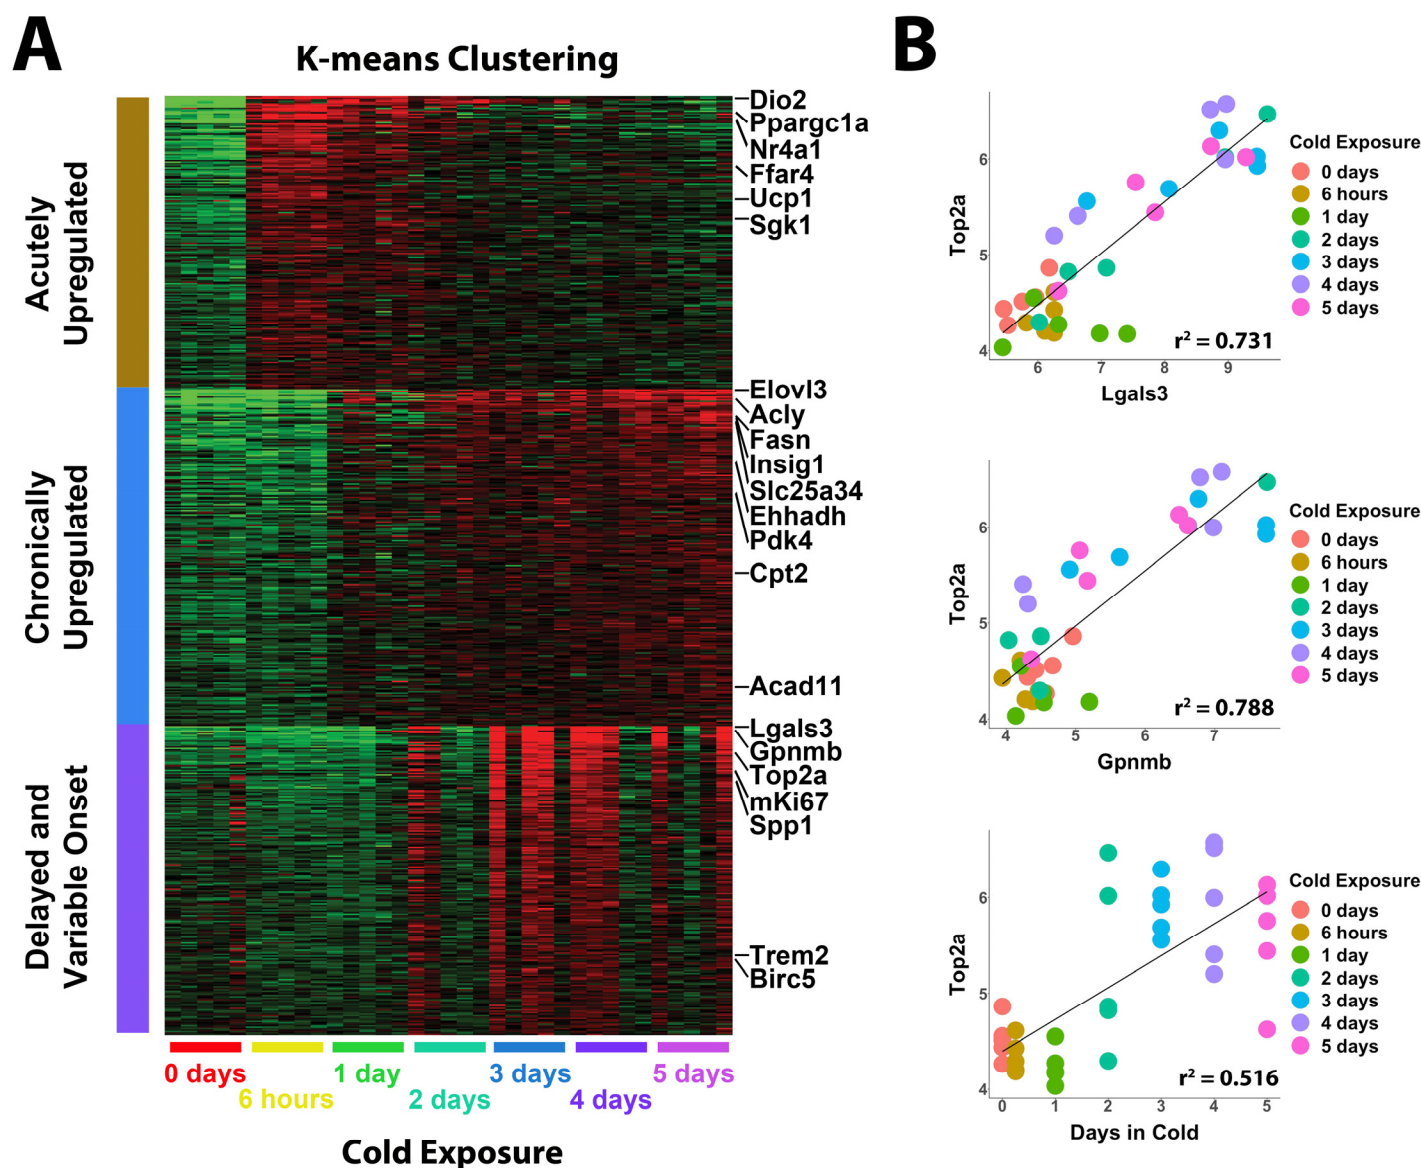 A
K-means Clustering
Acutely
Upregulated
Chronically
Upregulated
Delayed and
Variable Onset
Dio2
Ppargc1a
Nr4a1
Ffar4
Ucp1
Sgk1
Elovl3
Acly
Fasn
Insig1
Slc25a34
Ehhadh
Pdk4
Cpt2
Acad11
Lgals3
Gpnmb
Top2a
mKi67
Spp1
Trem2
Birc5
0 days
6 hours
1 day
2 days
3 days
4 days
5 days
Cold Exposure
B
Top2a
6
5
4
6 7 8 9
Lgals3
r² = 0.731
Cold Exposure
0 days
6 hours
1 day
2 days
3 days
4 days
5 days
Top2a
6
5
4
4 5 6 7
Gpnmb
r² = 0.788
Cold Exposure
0 days
6 hours
1 day
2 days
3 days
4 days
5 days
Top2a
6
5
4
0 1 2 3 4 5
Days in Cold
r² = 0.516
Cold Exposure
0 days
6 hours
1 day
2 days
3 days
4 days
5 days